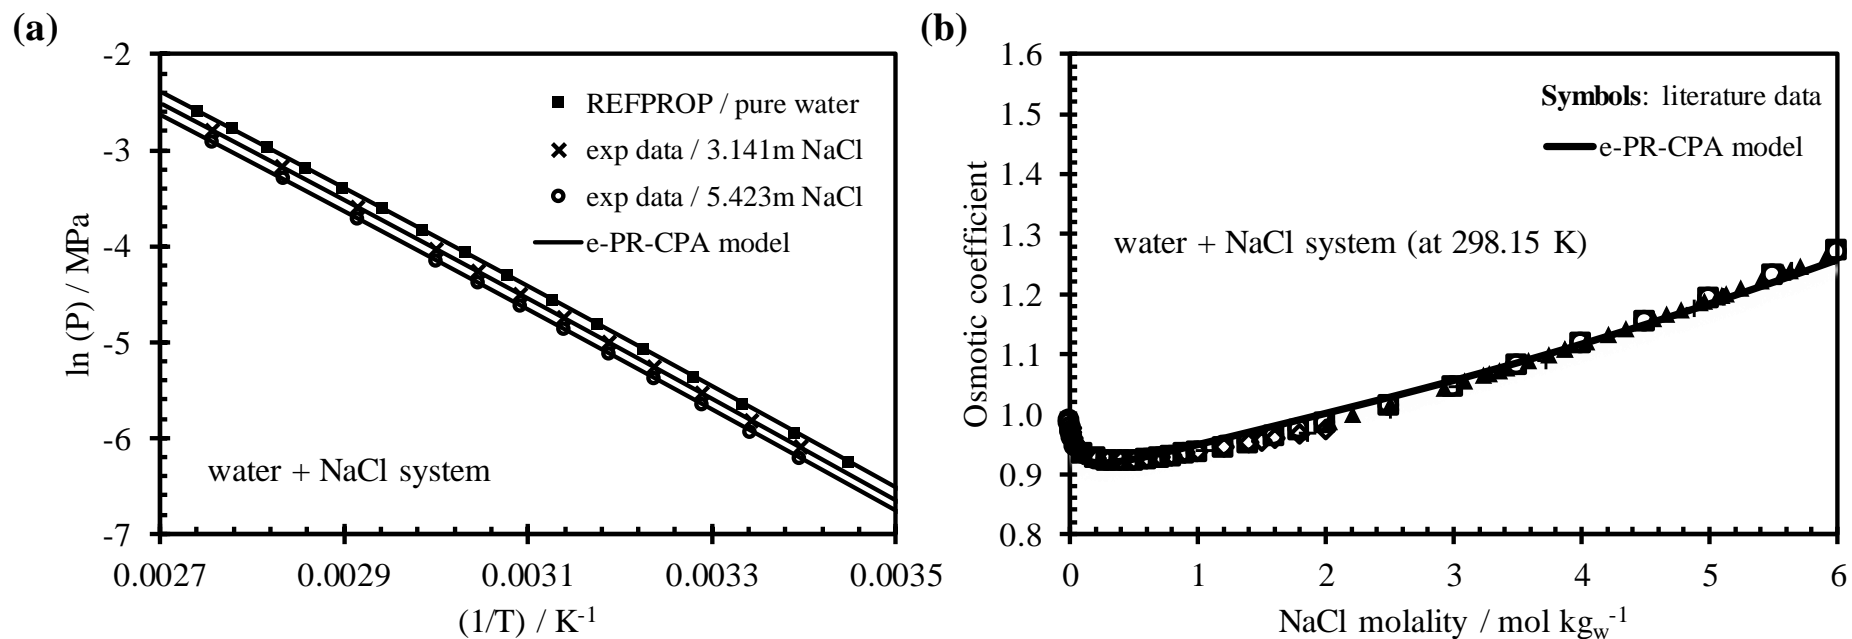 (a)
ln (P) / MPa
-2
-3
-4
-5
-6
-7
REFPROP / pure water
exp data / 3.141m NaCl
exp data / 5.423m NaCl
e-PR-CPA model
water + NaCl system
0.0027
0.0029
0.0031
0.0033
0.0035
(1/T) / K⁻¹
(b)
Osmotic coefficient
1.6
1.5
1.4
1.3
1.2
1.1
1.0
0.9
0.8
Symbols: literature data
e-PR-CPA model
water + NaCl system (at 298.15 K)
0
1
2
3
4
5
6
NaCl molality / mol kg_w⁻¹